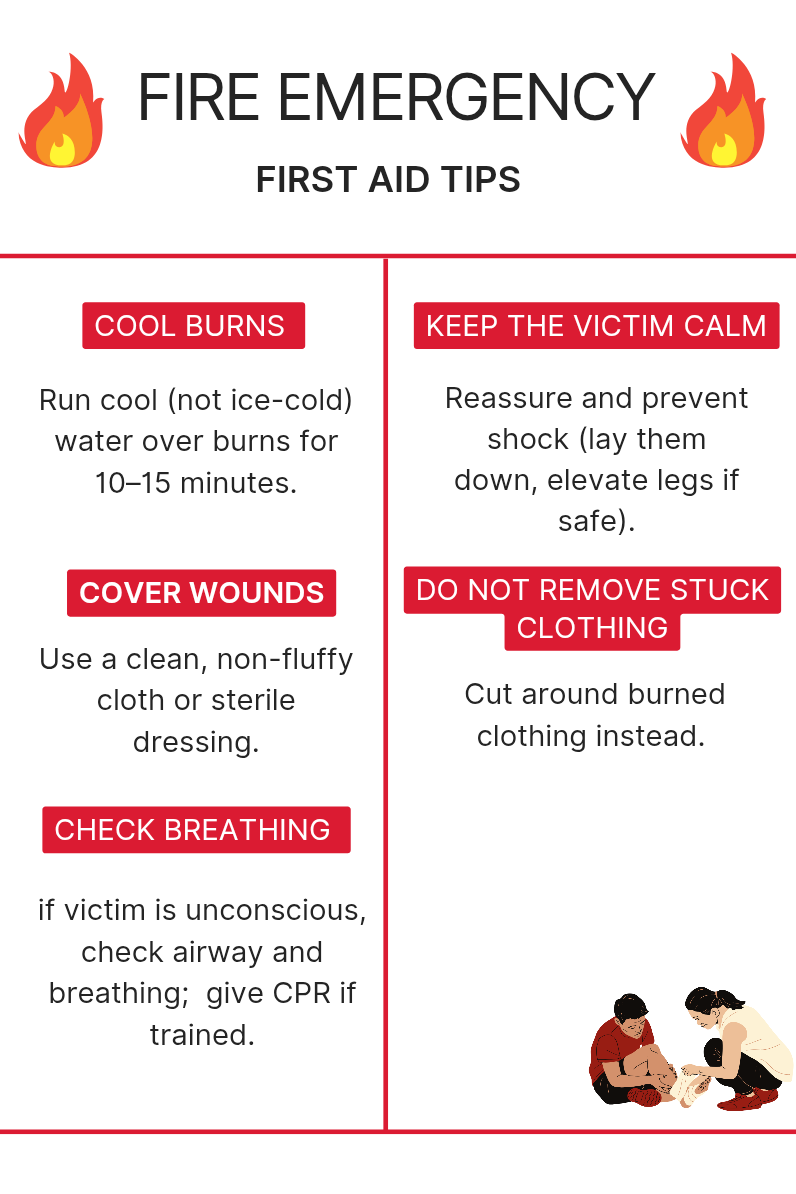 FIRE EMERGENCY
FIRST AID TIPS
COOL BURNS
Run cool (not ice-cold)
water over burns for
10–15 minutes.
COVER WOUNDS
Use a clean, non-fluffy
cloth or sterile
dressing.
CHECK BREATHING
if victim is unconscious,
check airway and
breathing;  give CPR if
trained.
KEEP THE VICTIM CALM
Reassure and prevent
shock (lay them
down, elevate legs if
safe).
DO NOT REMOVE STUCK
CLOTHING
Cut around burned
clothing instead.